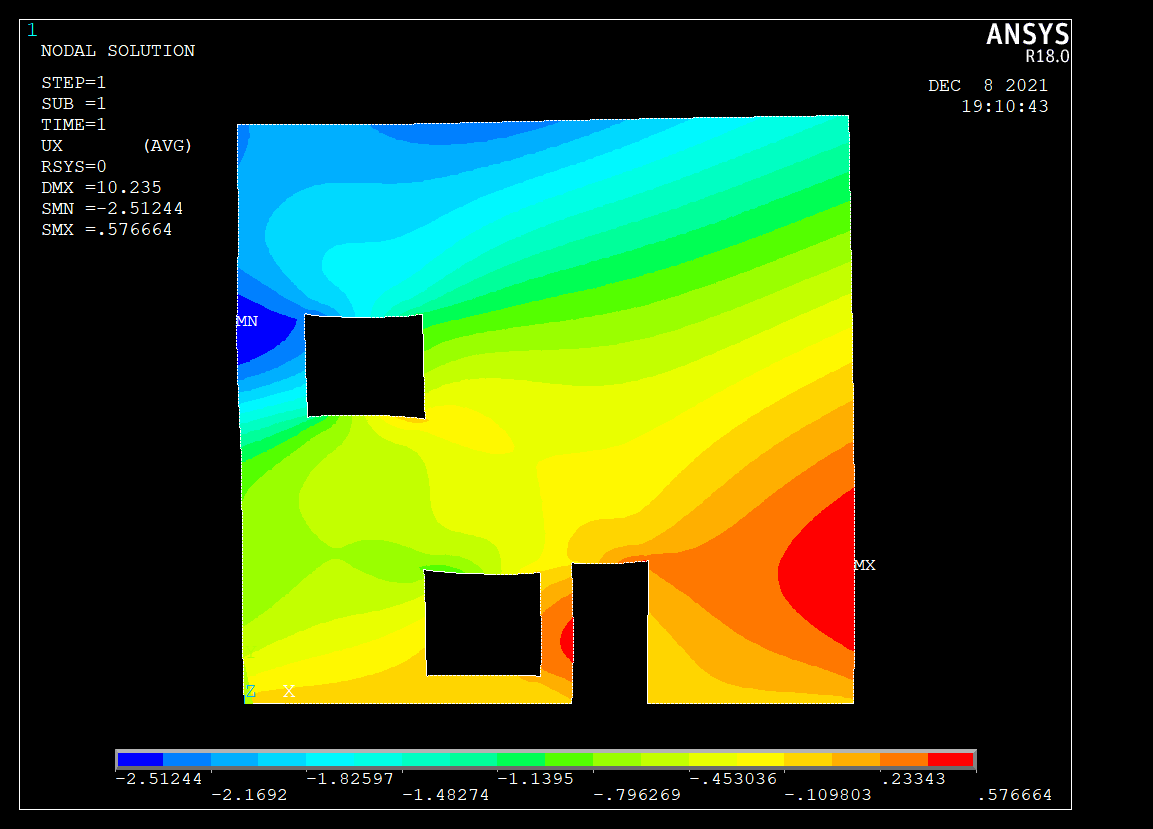 1
ANSYS
R18.0
NODAL SOLUTION
STEP=1
SUB =1
TIME=1
UX (AVG)
RSYS=0
DMX =10.235
SMN =-2.51244
SMX =.576664
DEC 8 2021
19:10:43
MN
MX
Z X
-2.51244 -1.82597 -1.1395 -.453036 .23343
-2.1692 -1.48274 -.796269 -.109803 .576664